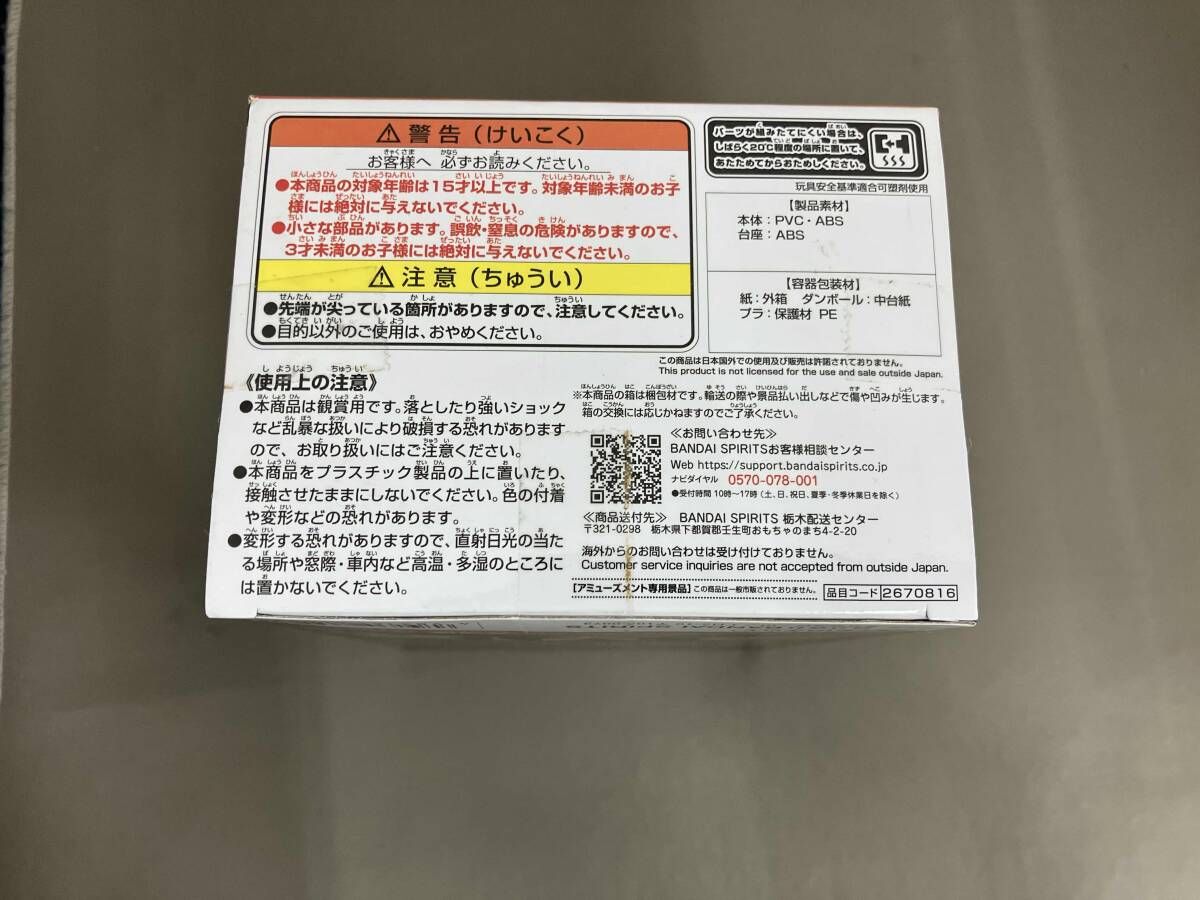 ⚠警告(けいこく)
お客様へ 必ずお読みください。
●本商品の対象年齢は15才以上です。対象年齢未満のお子
様には絶対に与えないでください。
●小さな部品があります。誤飲・窒息の危険がありますので、
3才未満のお子様には絶対に与えないでください。
⚠注意(ちゅうい)
●先端が尖っている箇所がありますので、注意してください。
●目的以外のご使用は、おやめください。
《使用上の注意》
●本商品は観賞用です。落としたり強いショック
など乱暴な扱いにより破損する恐れがあります
ので、お取り扱いにはご注意ください。
●本商品をプラスチック製品の上に置いたり、
接触させたままにしないでください。色の付着
や変形などの恐れがあります。
●変形する恐れがありますので、直射日光の当た
る場所や窓際・車内など高温・多湿のところに
は置かないでください。
パーツが組みたてにくい場合は、
しばらく20℃程度の場所に置いて、
あたためてからおためしください。
玩具安全基準適合可塑剤使用
【製品素材】
本体:PVC・ABS
台座:ABS
【容器包装材】
紙:外箱 ダンボール:中台紙
プラ:保護材 PE
この商品は日本国外での使用及び販売は許諾されておりません。
This product is not licensed for the use and sale outside Japan.
※本商品の箱は梱包材です。輸送の際や景品払い出しなどで傷や凹みが生じます。
箱の交換には応じかねますのでご了承ください。
≪お問い合わせ先≫
BANDAI SPIRITSお客様相談センター
Web https://support.bandaispirits.co.jp
ナビダイヤル 0570-078-001
●受付時間 10時〜17時(土、日、祝日、夏季・冬季休業日を除く)
≪商品送付先≫ BANDAI SPIRITS 栃木配送センター
〒321-0298 栃木県下都賀郡壬生町おもちゃのまち4-2-20
海外からのお問い合わせは受け付けておりません。
Customer service inquiries are not accepted from outside Japan.
【アミューズメント専用景品】この商品は一般市販されておりません。 品目コード 2670816